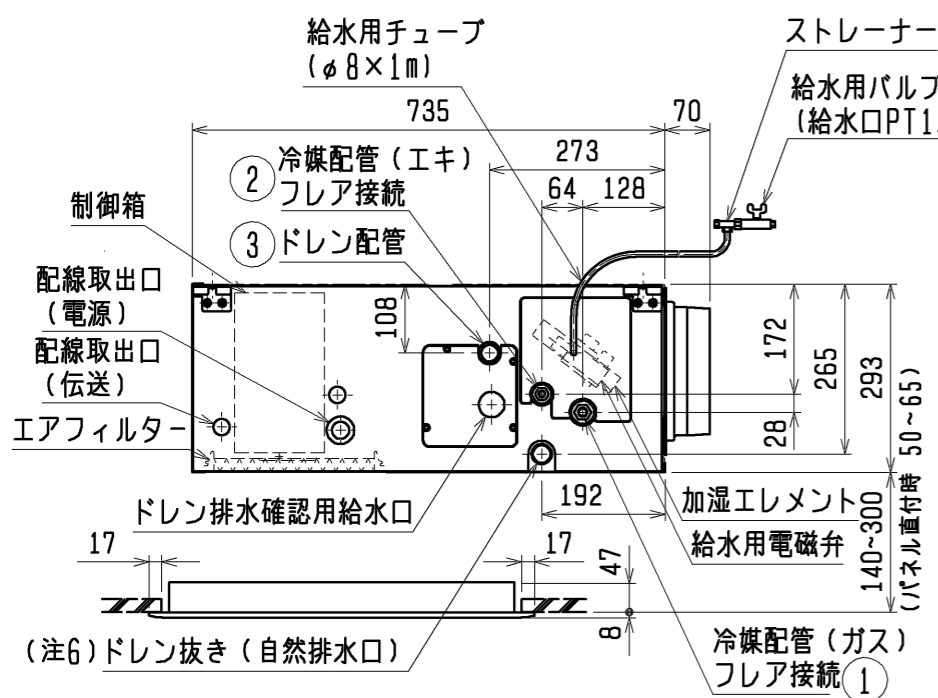 給水用チューブ
(φ8×1m)
ストレーナー
給水用バルブ
(給水口PT1
735
70
② 冷媒配管(エキ)
フレア接続
273
64
128
制御箱
③ ドレン配管
配線取出口
(電源)
108
172
265
293
配線取出口
(伝送)
エアフィルター
28
(パネル直付時 50~65)
140~300
ドレン排水確認用給水口
192
加湿エレメント
給水用電磁弁
17
17
47
8
(注6)ドレン抜き(自然排水口)
冷媒配管(ガス)
フレア接続 ①